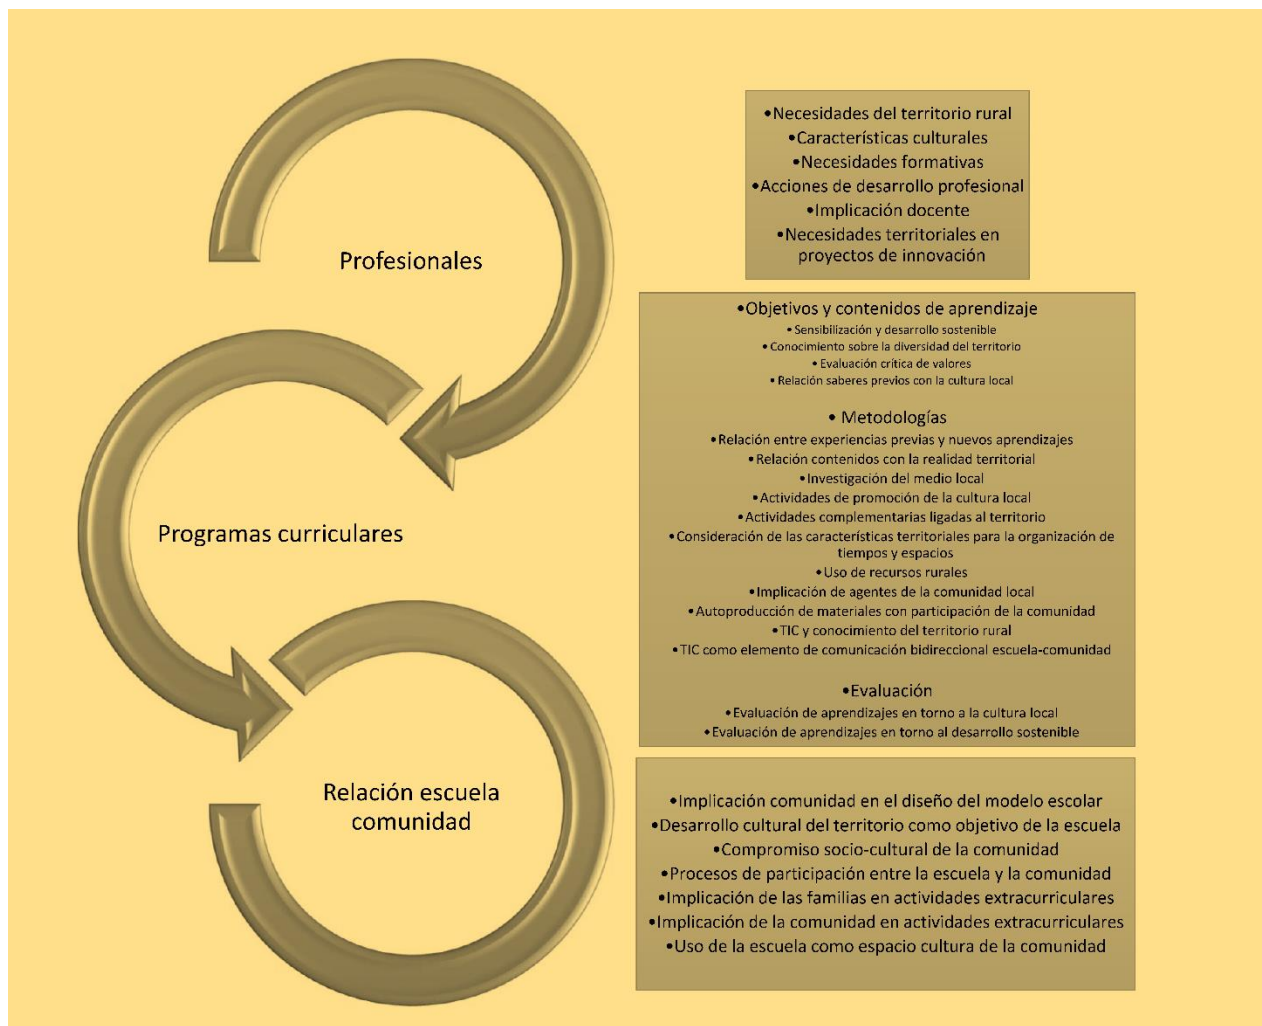 Profesionales
•Necesidades del territorio rural
•Características culturales
•Necesidades formativas
•Acciones de desarrollo profesional
•Implicación docente
•Necesidades territoriales en
proyectos de innovación
Programas curriculares
•Objetivos y contenidos de aprendizaje
• Sensibilización y desarrollo sostenible
• Conocimiento sobre la diversidad del territorio
• Evaluación crítica de valores
• Relación saberes previos con la cultura local
• Metodologías
•Relación entre experiencias previas y nuevos aprendizajes
•Relación contenidos con la realidad territorial
•Investigación del medio local
•Actividades de promoción de la cultura local
•Actividades complementarias ligadas al territorio
•Consideración de las características territoriales para la organización de
tiempos y espacios
•Uso de recursos rurales
•Implicación de agentes de la comunidad local
•Autoproducción de materiales con participación de la comunidad
•TIC y conocimiento del territorio rural
•TIC como elemento de comunicación bidireccional escuela-comunidad
•Evaluación
•Evaluación de aprendizajes en torno a la cultura local
•Evaluación de aprendizajes en torno al desarrollo sostenible
Relación escuela
comunidad
•Implicación comunidad en el diseño del modelo escolar
•Desarrollo cultural del territorio como objetivo de la escuela
•Compromiso socio-cultural de la comunidad
•Procesos de participación entre la escuela y la comunidad
•Implicación de las familias en actividades extracurriculares
•Implicación de la comunidad en actividades extracurriculares
•Uso de la escuela como espacio cultura de la comunidad